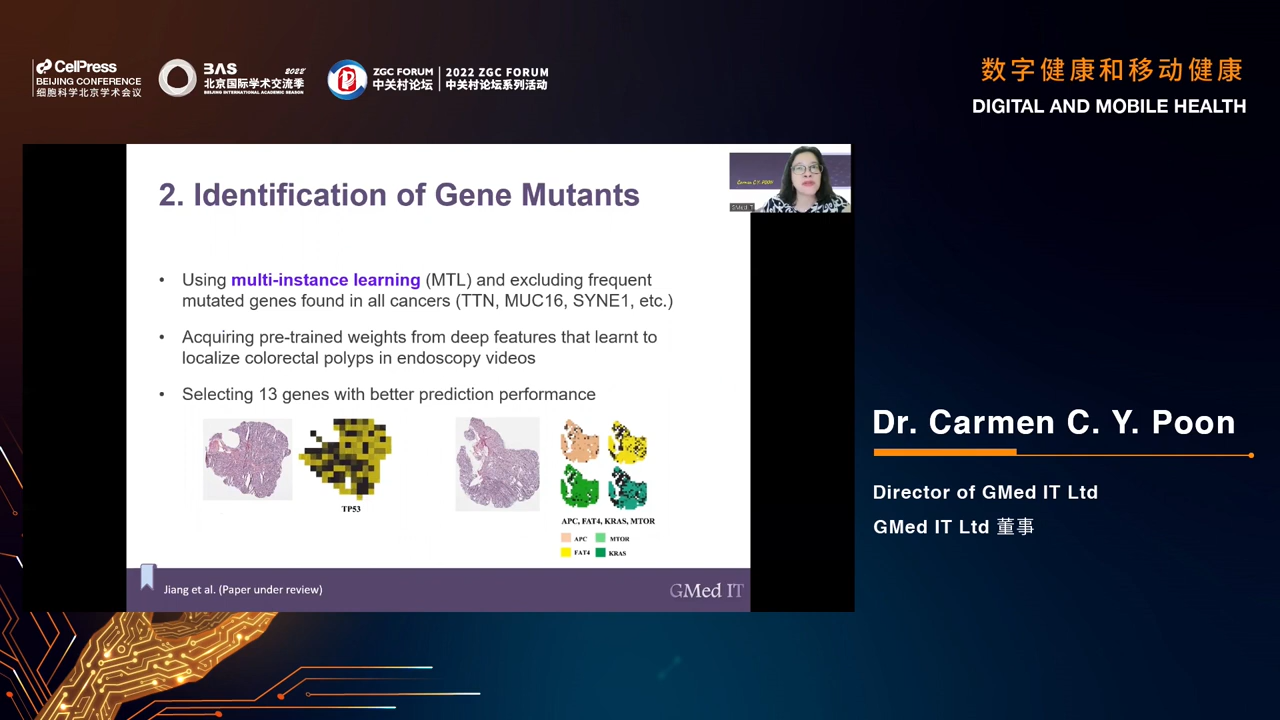 CelPress
BEIJING CONFERENCE
细胞科学北京学术会议
BAS 2022
北京国际学术交流季
BEIJING INTERNATIONAL ACADEMIC SEASON
ZGC FORUM
中关村论坛
2022 ZGC FORUM
中关村论坛系列活动
数字健康和移动健康
DIGITAL AND MOBILE HEALTH
2. Identification of Gene Mutants
Carmen C.Y. POON
GMed IT
• Using multi-instance learning (MTL) and excluding frequent
mutated genes found in all cancers (TTN, MUC16, SYNE1, etc.)
• Acquiring pre-trained weights from deep features that learnt to
localize colorectal polyps in endoscopy videos
• Selecting 13 genes with better prediction performance
TP53
APC, FAT4, KRAS, MTOR
APC MTOR
FAT4 KRAS
Jiang et al. (Paper under review)
GMed IT
Dr. Carmen C. Y. Poon
Director of GMed IT Ltd
GMed IT Ltd 董事